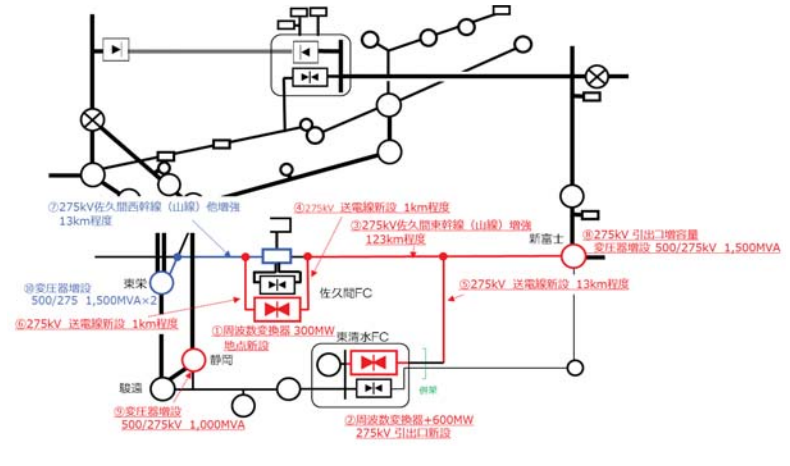 ⑦275kV佐久間西幹線（山線）他増強
13km程度
④275kV 送電線新設 1km程度
③275kV佐久間東幹線（山線）増強
123km程度
新富士
⑧275kV 引出口増容量
変圧器増設 500/275kV 1,500MVA
東栄
⑩変圧器増設
500/275 1,500MVA×2
佐久間FC
⑤275kV 送電線新設 13km程度
⑥275kV 送電線新設 1km程度
①周波数変換器 300MW
地点新設
東清水FC
静岡
駿遠
併架
⑨変圧器増設
500/275kV 1,000MVA
②周波数変換器+600MW
275kV 引出口新設